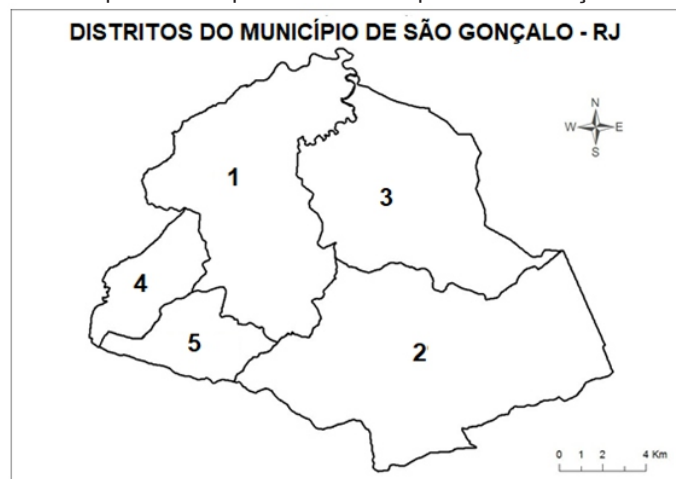 DISTRITOS DO MUNICÍPIO DE SÃO GONÇALO - RJ
N
W E
S
1
3
4
5
2
0 1 2 4 Km